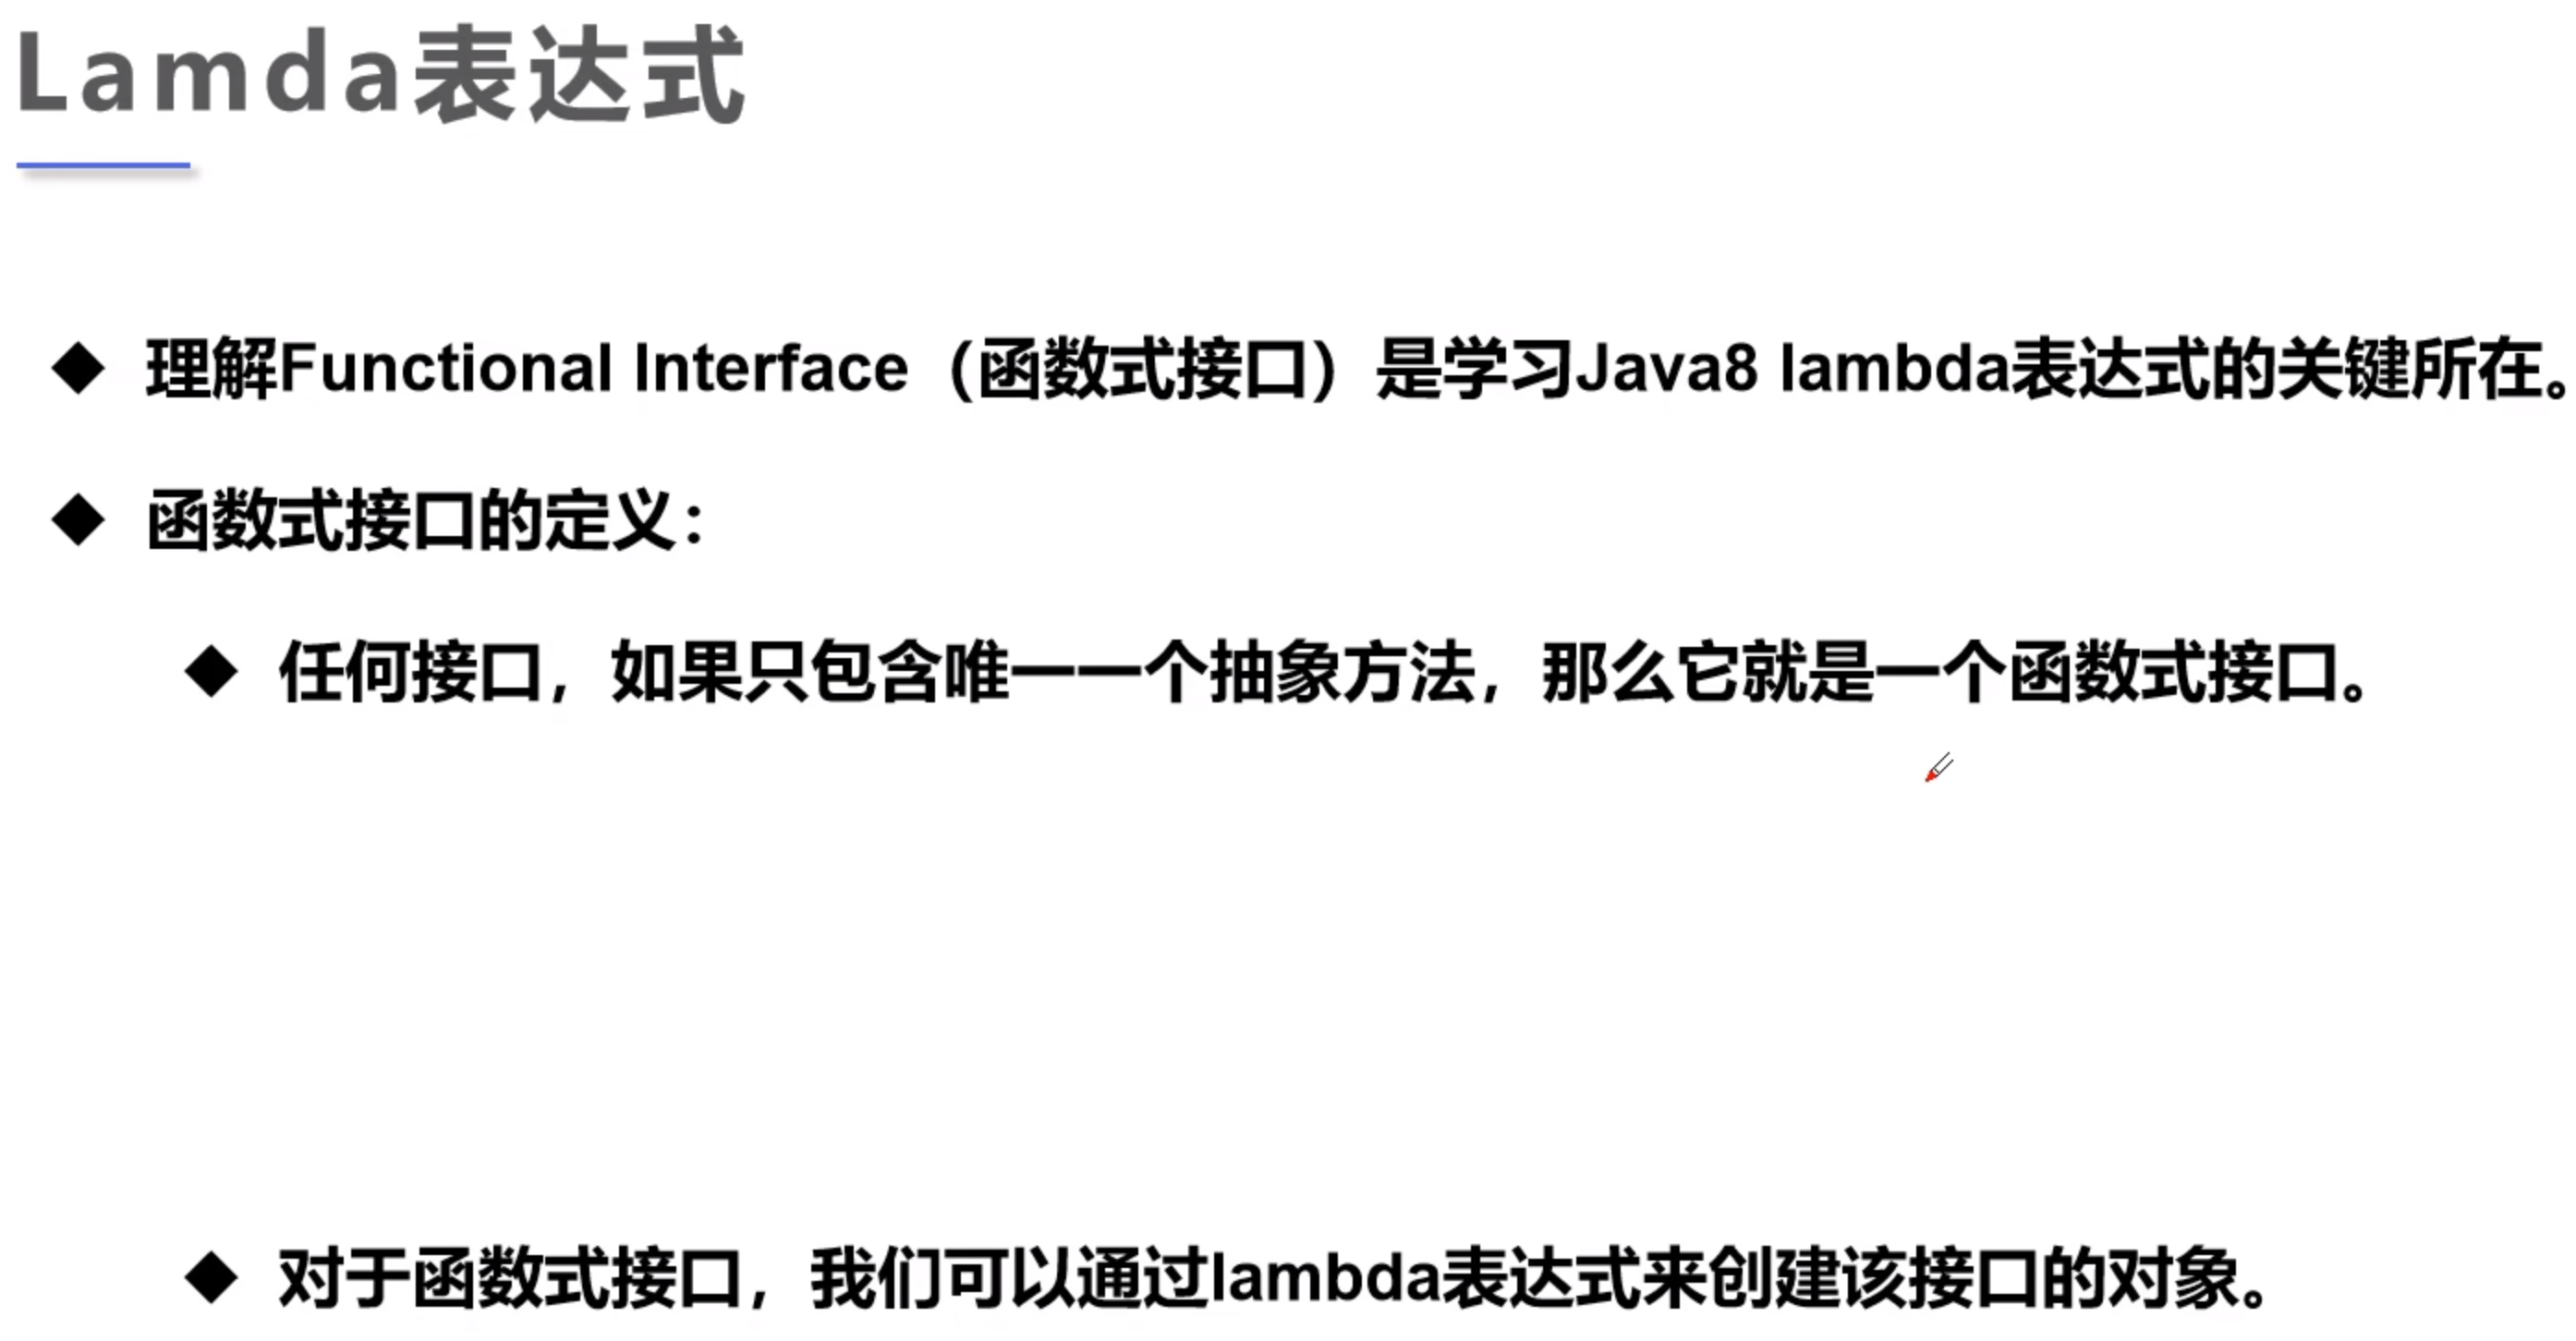 Lamda表达式
理解Functional Interface（函数式接口）是学习Java8 lambda表达式的关键所在。
函数式接口的定义：
任何接口，如果只包含唯一一个抽象方法，那么它就是一个函数式接口。
对于函数式接口，我们可以通过lambda表达式来创建该接口的对象。